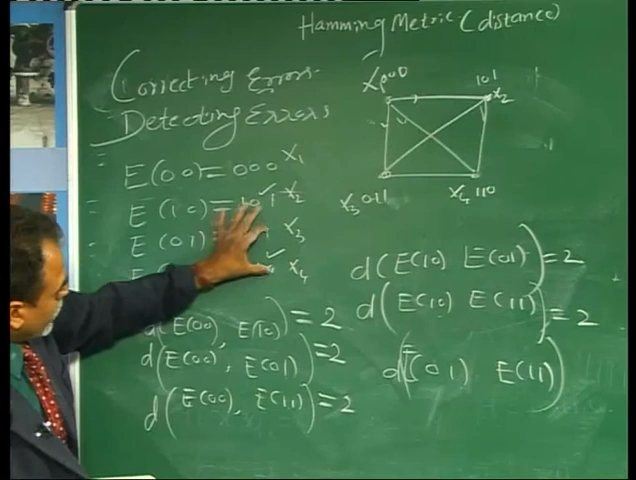 Hamming Metric (distance)
Correcting Errors.
Detecting Errors
E(00) = 000 x1
E(10) = 101 x2
E(01) x3
x4
x1 000
101
x2
x3 011
x4 110
d(E(00), E(10)) = 2
d(E(00), E(01)) = 2
d(E(00), E(11)) = 2
d(E(10) E(01)) = 2
d(E(10) E(11)) = 2
d(E(01) E(11))